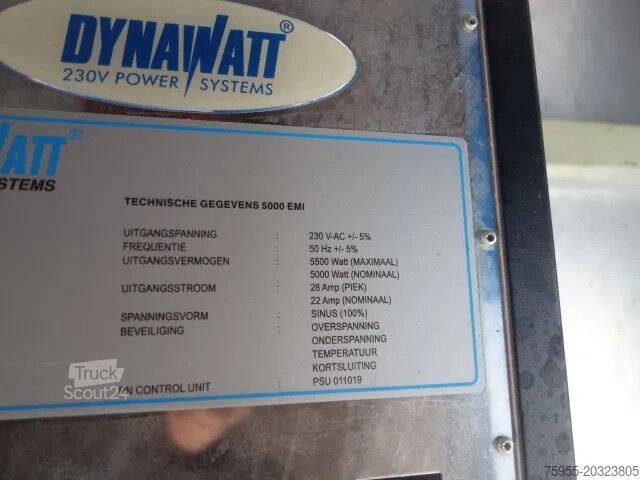 DYNAWATT®
230V POWER SYSTEMS
WATT®
SYSTEMS
TECHNISCHE GEGEVENS 5000 EMI
UITGANGSPANNING : 230 V-AC +/- 5%
FREQUENTIE : 50 Hz +/- 5%
UITGANGSVERMOGEN : 5500 Watt (MAXIMAAL)
5000 Watt (NOMINAAL)
UITGANGSSTROOM : 28 Amp (PIEK)
22 Amp (NOMINAAL)
SPANNINGSVORM : SINUS (100%)
BEVEILIGING : OVERSPANNING
ONDERSPANNING
TEMPERATUUR
KORTSLUITING
/N CONTROL UNIT : PSU 011019
Truck
Scout24
75955-20323805